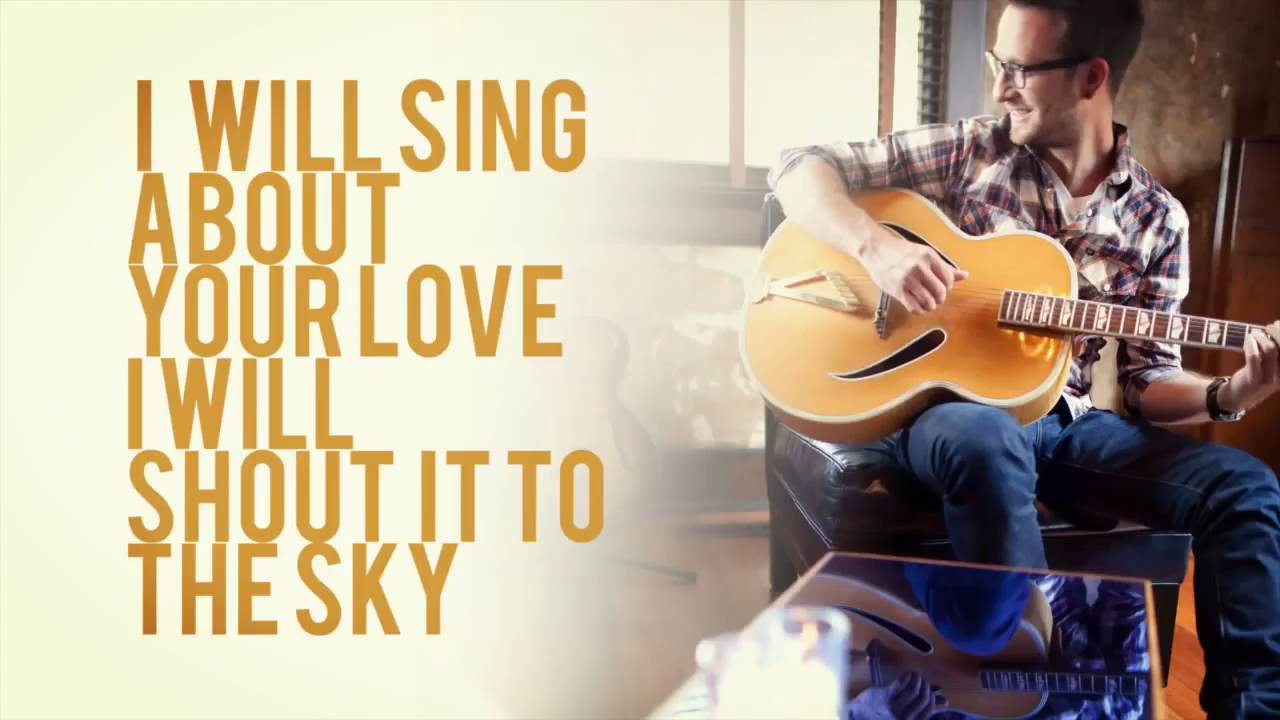 I WILL SING
ABOUT
YOUR LOVE
I WILL
SHOUT IT TO
THE SKY